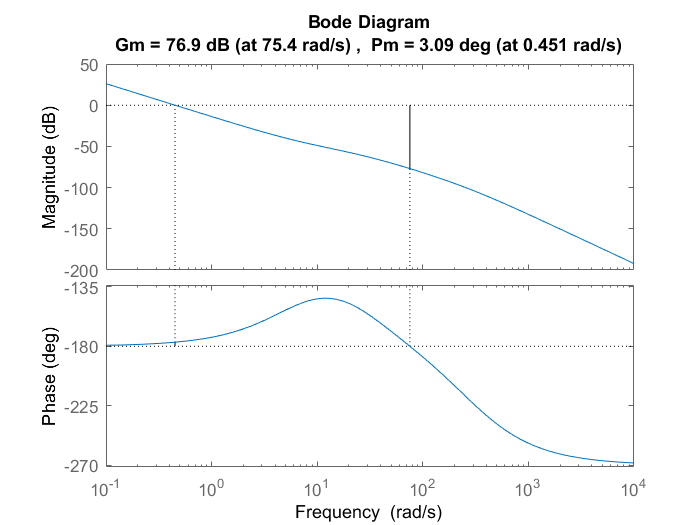 Bode Diagram
Gm = 76.9 dB (at 75.4 rad/s) , Pm = 3.09 deg (at 0.451 rad/s)
50
0
-50
-100
-150
-200
Magnitude (dB)
-135
-180
-225
-270
Phase (deg)
10^-1 10^0 10^1 10^2 10^3 10^4
Frequency (rad/s)